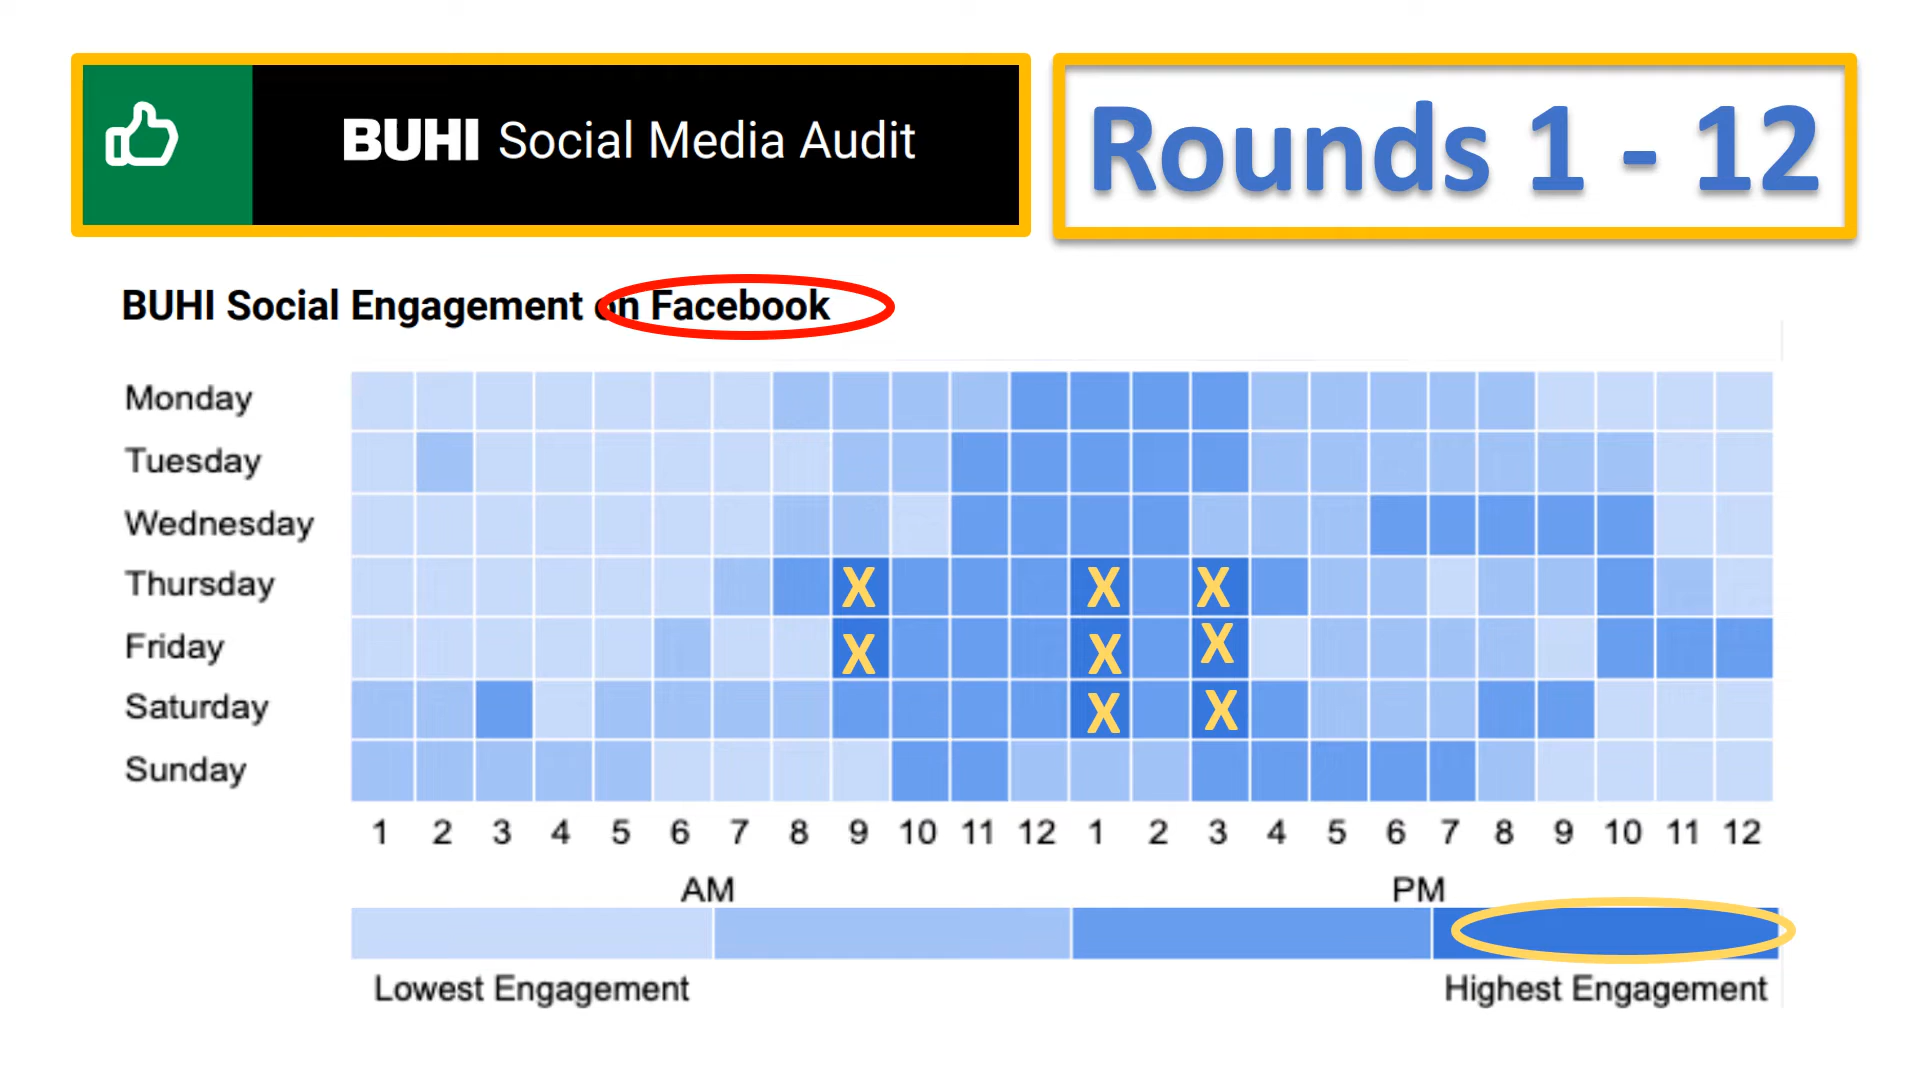 BUHI Social Media Audit
Rounds 1 - 12
BUHI Social Engagement on Facebook
Monday
Tuesday
Wednesday
Thursday X X X
Friday X X X
Saturday X X
Sunday
1 2 3 4 5 6 7 8 9 10 11 12 1 2 3 4 5 6 7 8 9 10 11 12
AM PM
Lowest Engagement Highest Engagement